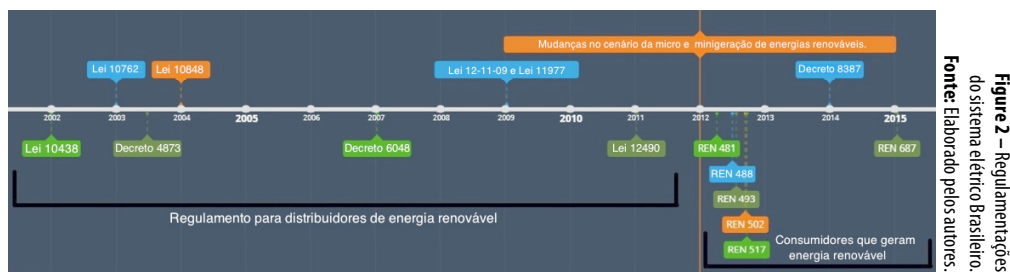 Mudanças no cenário da micro e minigeração de energias renováveis.
Lei 10762
Lei 10848
Lei 12-11-09 e Lei 11977
Decreto 8387
2002
2003
2004
2005
2006
2007
2008
2009
2010
2011
2012
2013
2014
2015
Lei 10438
Decreto 4873
Decreto 6048
Lei 12490
REN 481
REN 687
REN 488
REN 493
REN 502
REN 517
Regulamento para distribuidores de energia renovável
Consumidores que geram
energia renovável
Figure 2 – Regulamentações
do sistema elétrico Brasileiro.
Fonte: Elaborado pelos autores.